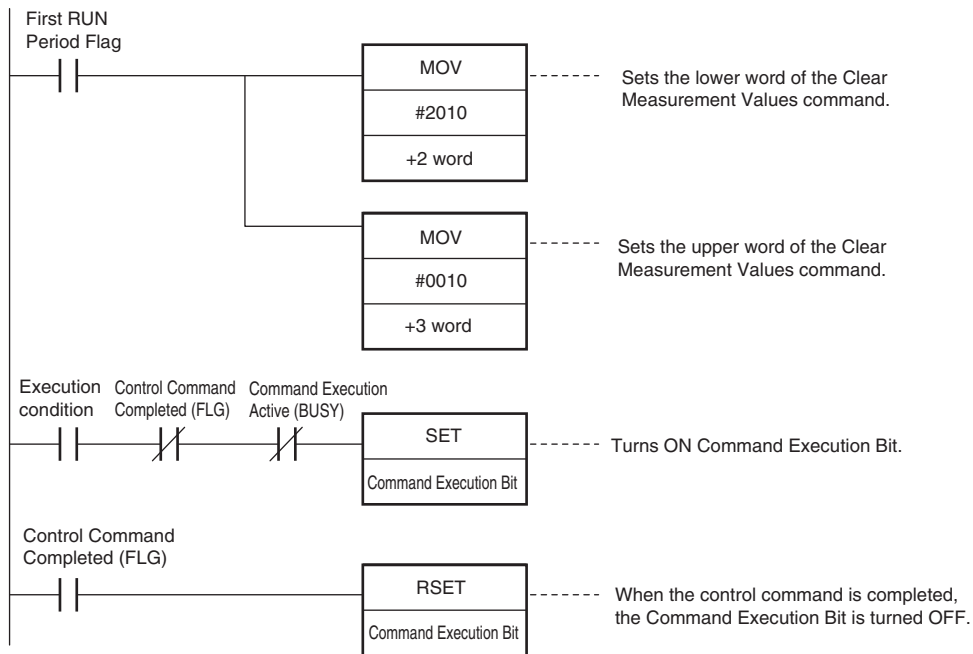 First RUN
Period Flag
MOV
#2010
+2 word
Sets the lower word of the Clear
Measurement Values command.
MOV
#0010
+3 word
Sets the upper word of the Clear
Measurement Values command.
Execution
condition
Control Command
Completed (FLG)
Command Execution
Active (BUSY)
SET
Command Execution Bit
Turns ON Command Execution Bit.
Control Command
Completed (FLG)
RSET
Command Execution Bit
When the control command is completed,
the Command Execution Bit is turned OFF.